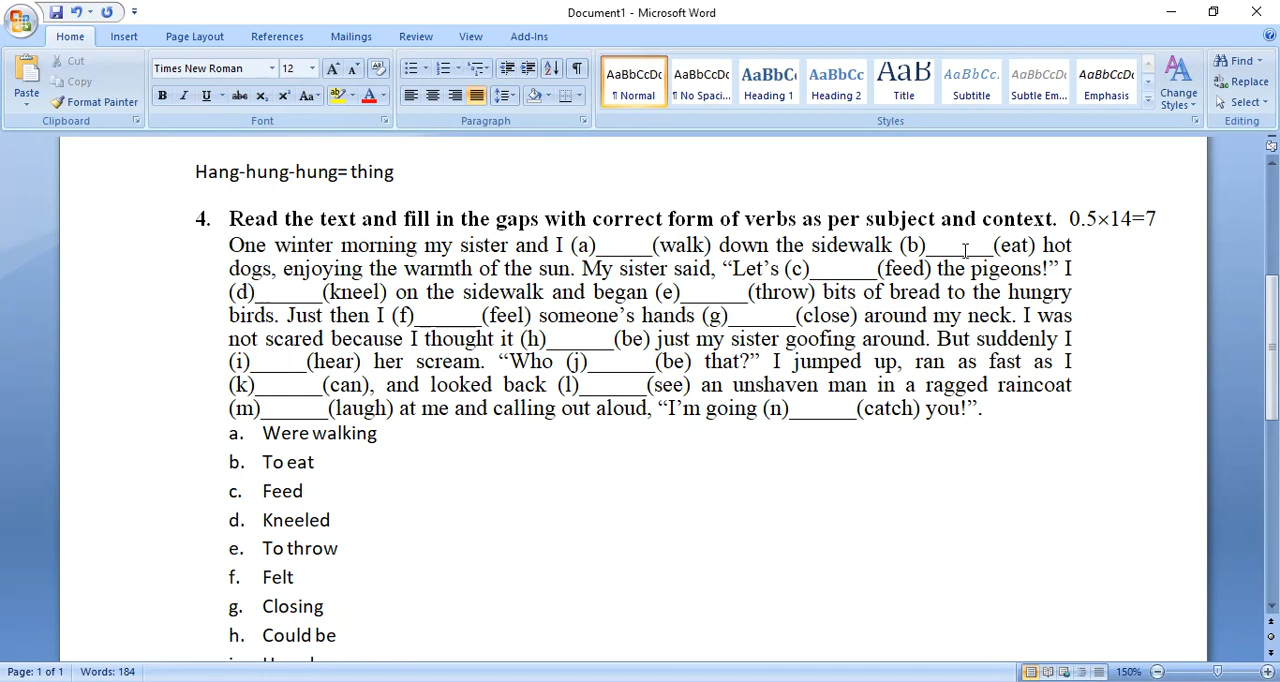 Document1 - Microsoft Word
Home Insert Page Layout References Mailings Review View Add-Ins
Cut
Copy
Paste
Format Painter
Clipboard
Times New Roman 12
Font
Paragraph
AaBbCcDc AaBbCcDc AaBbC AaBbCc AaB AaBbCc. AaBbCcDc AaBbCcDc
¶ Normal ¶ No Spaci... Heading 1 Heading 2 Title Subtitle Subtle Em... Emphasis
Change Styles
Styles
Find
Replace
Select
Editing
Hang-hung-hung= thing
4. Read the text and fill in the gaps with correct form of verbs as per subject and context. 0.5×14=7
One winter morning my sister and I (a)_____(walk) down the sidewalk (b)______(eat) hot
dogs, enjoying the warmth of the sun. My sister said, “Let’s (c)______(feed) the pigeons!” I
(d)______(kneel) on the sidewalk and began (e)______(throw) bits of bread to the hungry
birds. Just then I (f)______(feel) someone’s hands (g)______(close) around my neck. I was
not scared because I thought it (h)______(be) just my sister goofing around. But suddenly I
(i)_____(hear) her scream. “Who (j)______(be) that?” I jumped up, ran as fast as I
(k)______(can), and looked back (l)______(see) an unshaven man in a ragged raincoat
(m)______(laugh) at me and calling out aloud, “I’m going (n)______(catch) you!”.
a. Were walking
b. To eat
c. Feed
d. Kneeled
e. To throw
f. Felt
g. Closing
h. Could be
Page: 1 of 1 Words: 184 150%